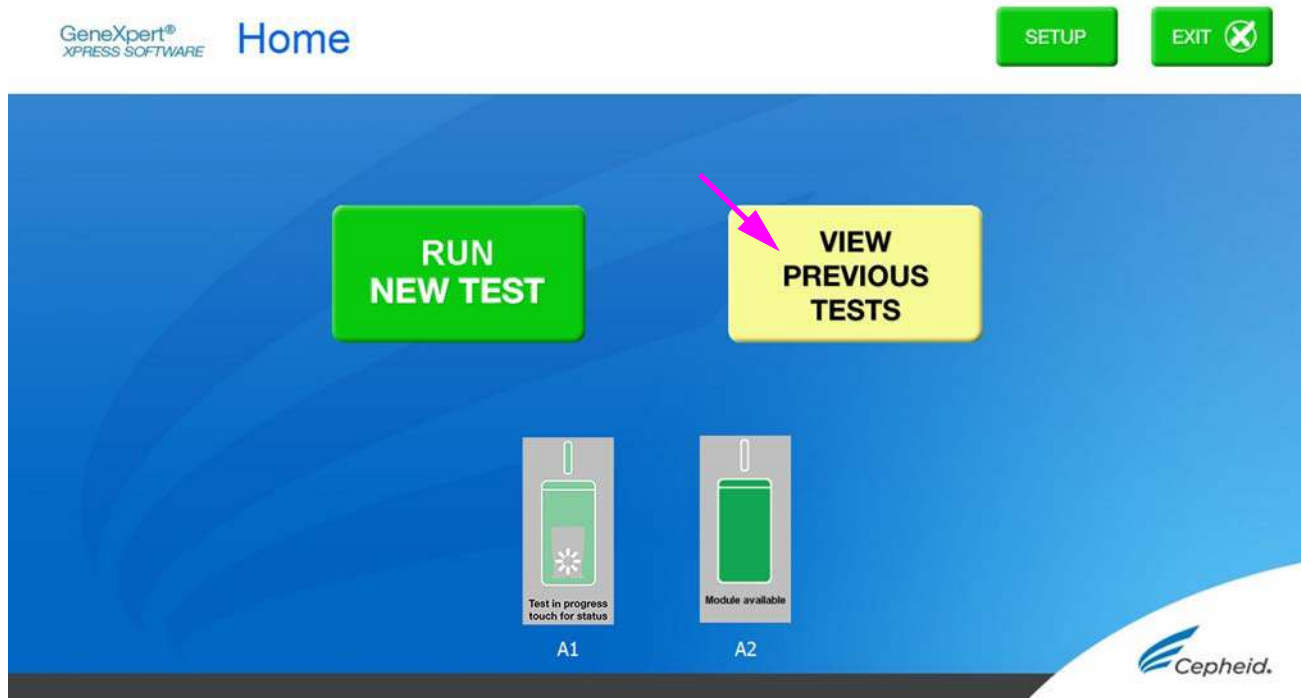 GeneXpert®
XPRESS SOFTWARE
Home
SETUP
EXIT
RUN
NEW TEST
VIEW
PREVIOUS
TESTS
Test in progress
touch for status
Module available
A1
A2
Cepheid.